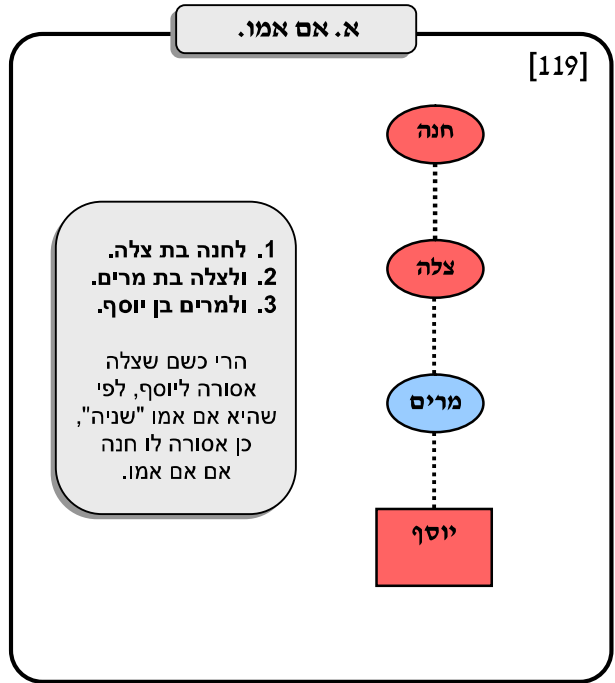 א. אם אמו.
[119]
חנה
צלה
מרים
יוסף
1. לחנה בת צלה.
2. ולצלה בת מרים.
3. ולמרים בן יוסף.
הרי כשם שצלה
אסורה ליוסף, לפי
שהיא אם אמו "שניה",
כן אסורה לו חנה
אם אם אמו.